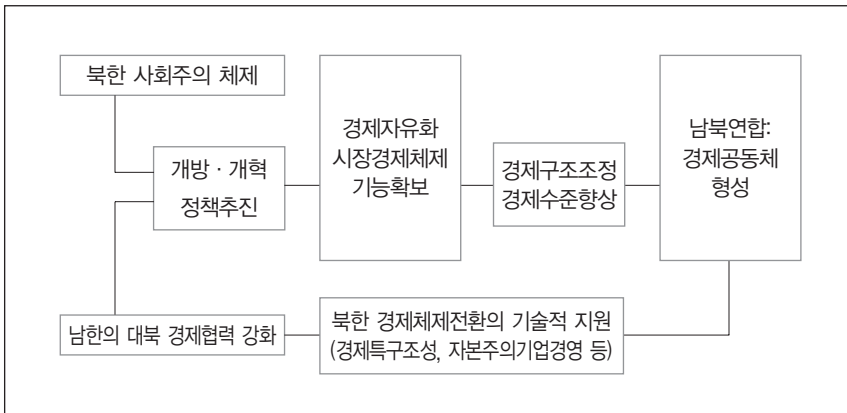 북한 사회주의 체제
개방 · 개혁
정책추진
경제자유화
시장경제체제
기능확보
경제구조조정
경제수준향상
남북연합:
경제공동체
형성
남한의 대북 경제협력 강화
북한 경제체제전환의 기술적 지원
(경제특구조성, 자본주의기업경영 등)